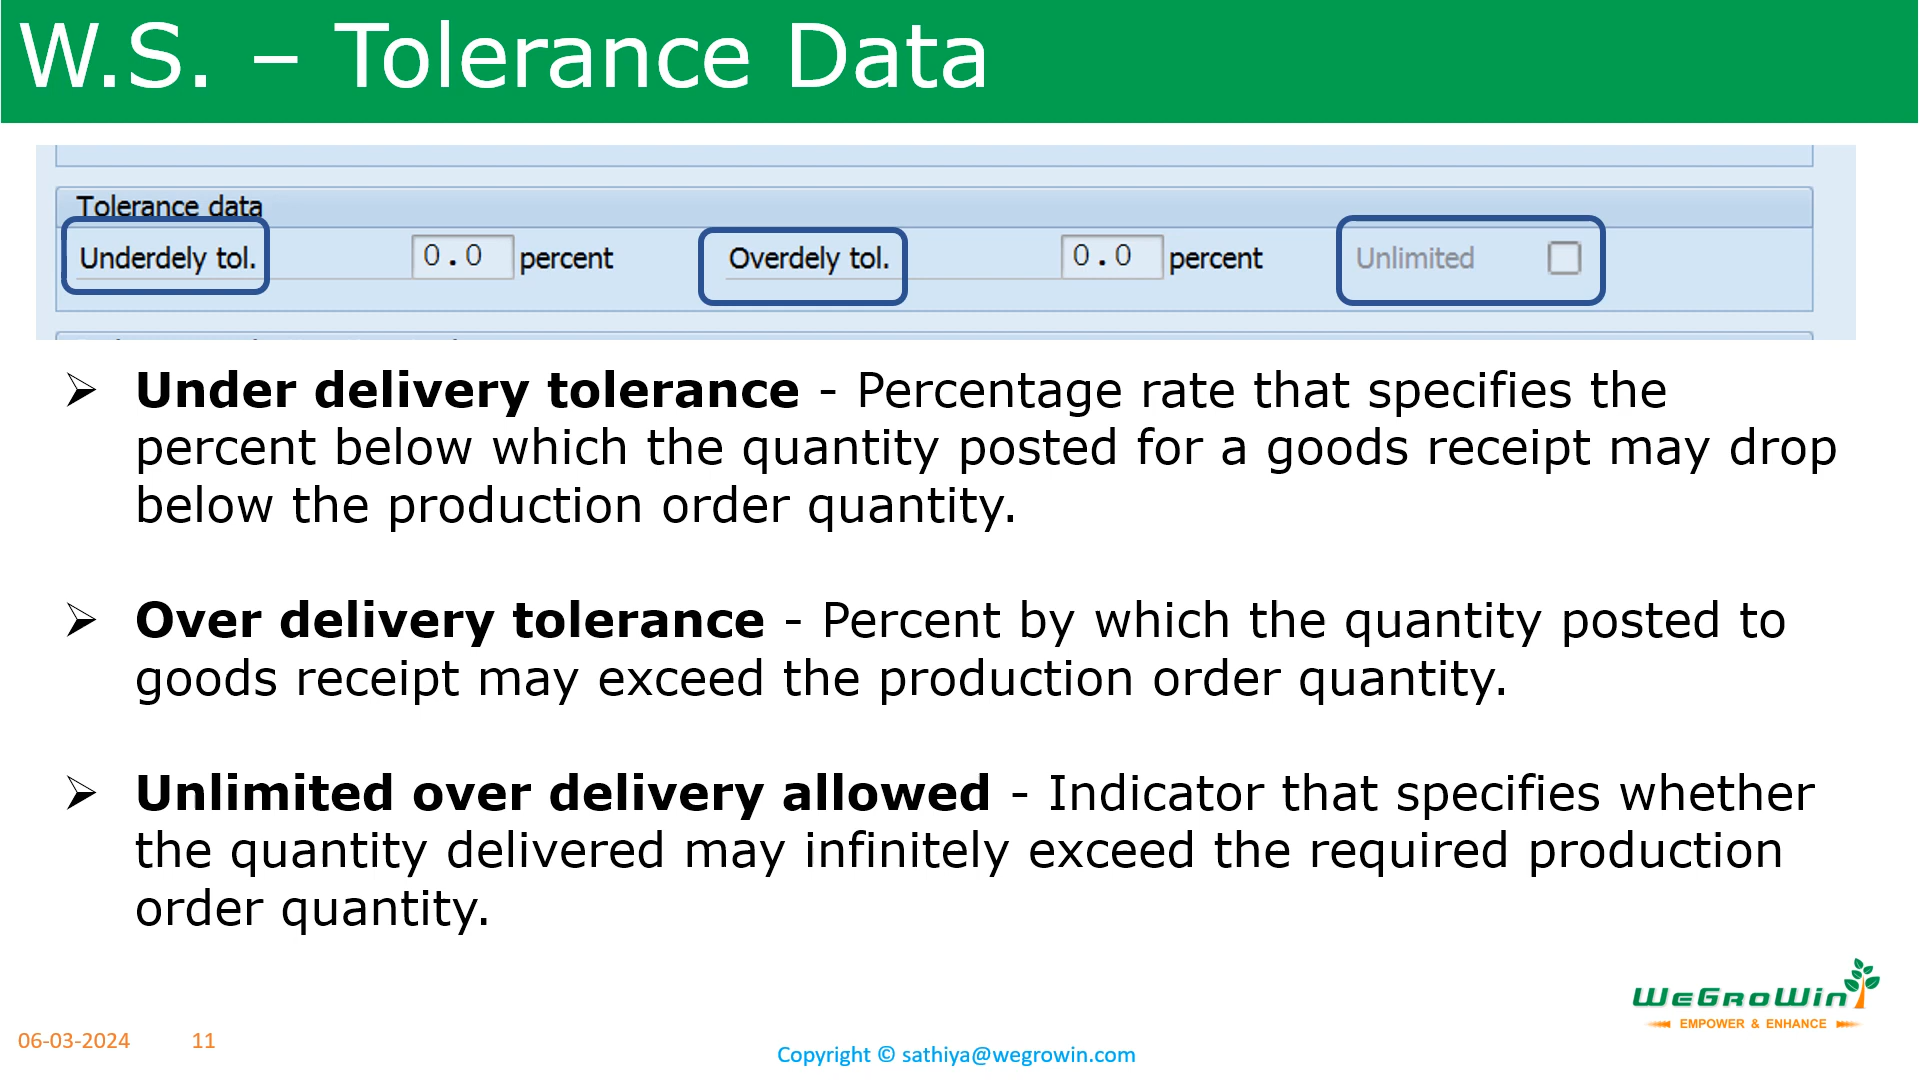 W.S. – Tolerance Data
Tolerance data
Underdely tol. 0.0 percent Overdely tol. 0.0 percent Unlimited
➢ Under delivery tolerance - Percentage rate that specifies the
percent below which the quantity posted for a goods receipt may drop
below the production order quantity.
➢ Over delivery tolerance - Percent by which the quantity posted to
goods receipt may exceed the production order quantity.
➢ Unlimited over delivery allowed - Indicator that specifies whether
the quantity delivered may infinitely exceed the required production
order quantity.
WeGroWin
EMPOWER & ENHANCE
06-03-2024 11
Copyright © sathiya@wegrowin.com